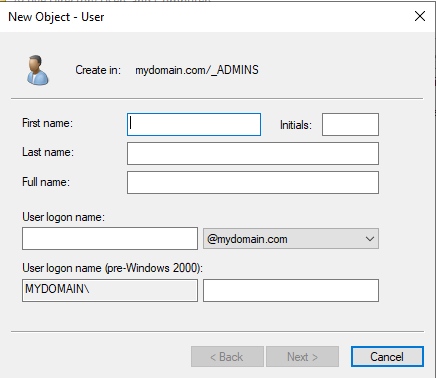 New Object - User
Create in: mydomain.com/_ADMINS
First name: Initials:
Last name:
Full name:
User logon name:
@mydomain.com
User logon name (pre-Windows 2000):
MYDOMAIN\
< Back Next > Cancel